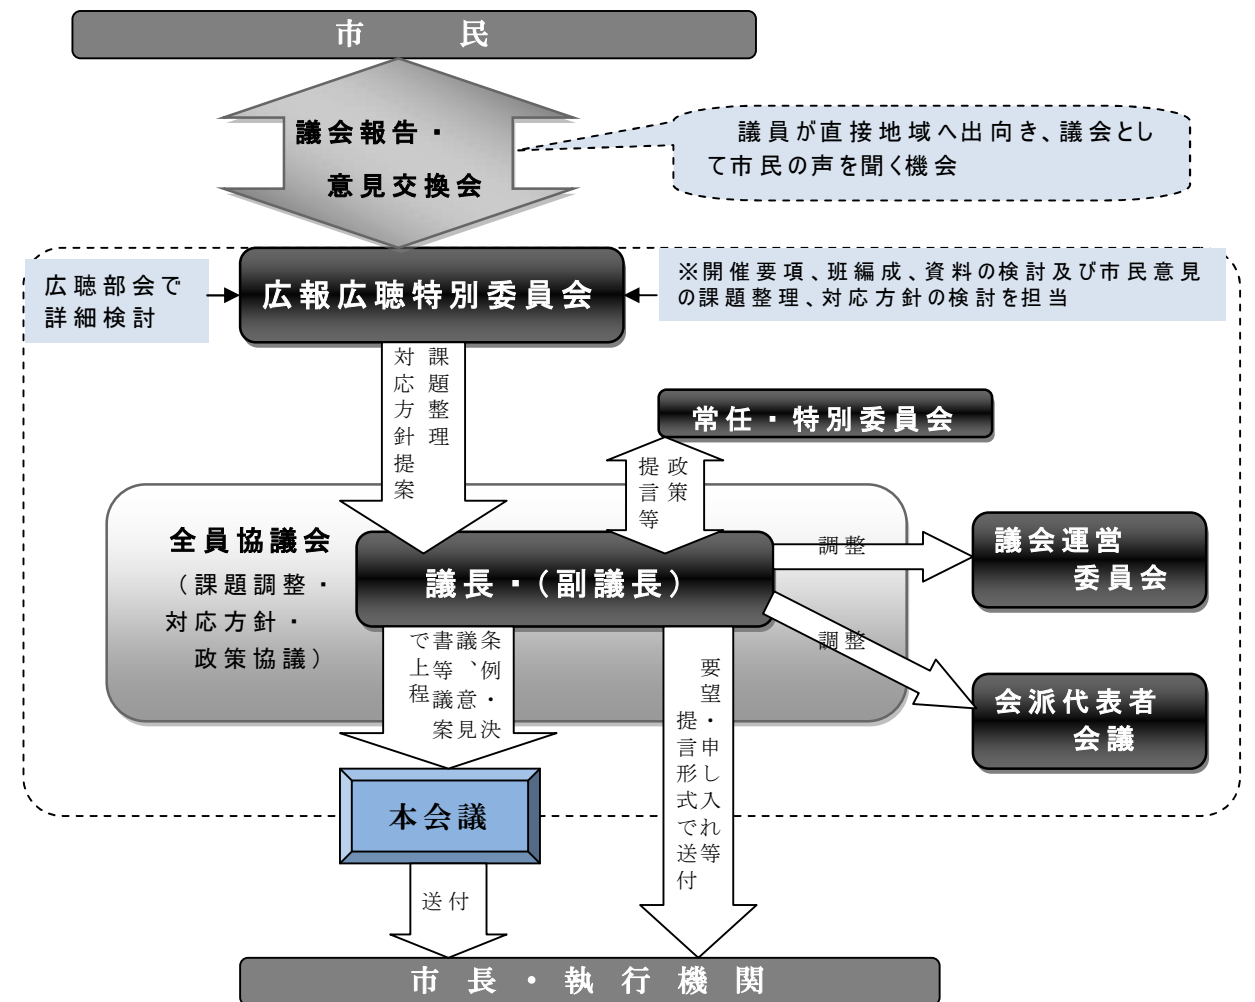 市民
議会報告・
意見交換会
議員が直接地域へ出向き、議会とし
て市民の声を聞く機会
広聴部会で
詳細検討
広報広聴特別委員会
※開催要項、班編成、資料の検討及び市民意見
の課題整理、対応方針の検討を担当
課題整理
対応方針提案
常任・特別委員会
政策
提言等
全員協議会
（課題調整・
対応方針・
政策協議）
議長・（副議長）
調整
議会運営
委員会
調整
会派代表者
会議
条例・決
議、意見
書等議案
で上程
要望・申し入れ等
提言形式で送付
本会議
送付
市長・執行機関